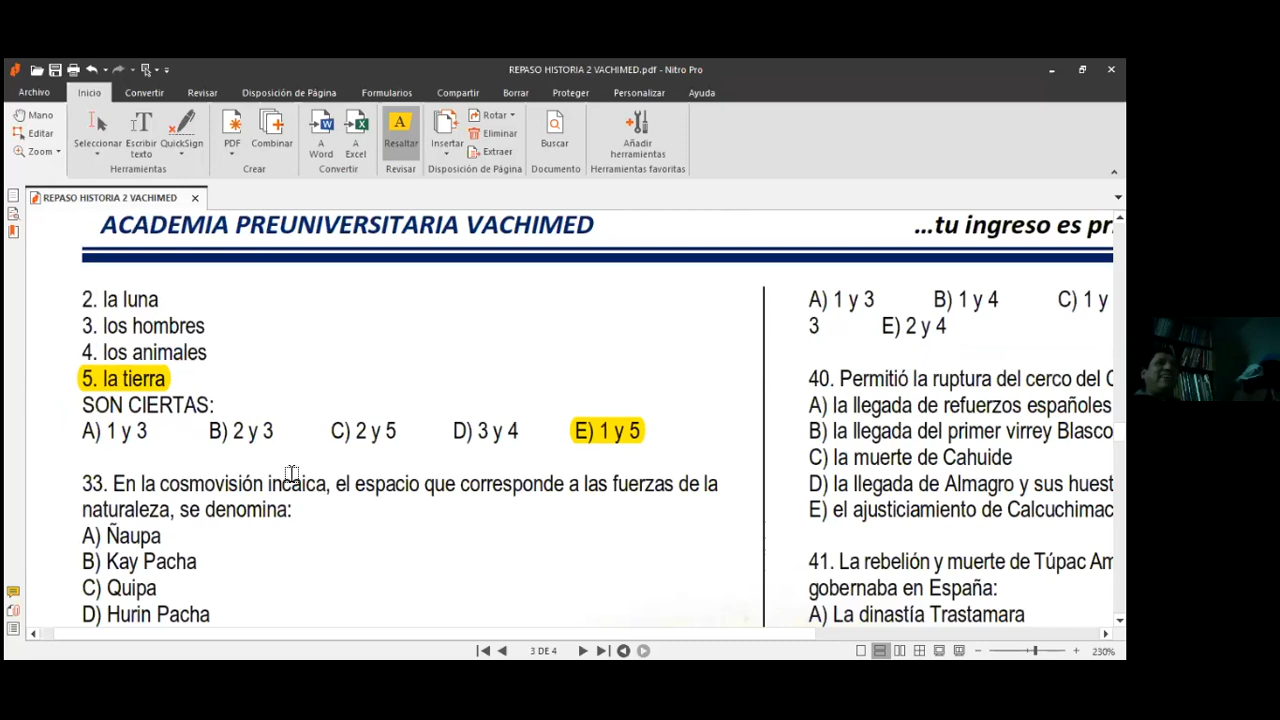 REPASO HISTORIA 2 VACHIMED.pdf - Nitro Pro
Archivo Inicio Convertir Revisar Disposición de Página Formularios Compartir Borrar Proteger Personalizar Ayuda
Mano
Editar
Zoom
Seleccionar
Escribir texto
QuickSign
Herramientas
PDF
Combinar
Crear
A Word
A Excel
Convertir
Resaltar
Revisar
Insertar
Rotar
Eliminar
Extraer
Disposición de Página
Buscar
Documento
Añadir herramientas
Herramientas favoritas
REPASO HISTORIA 2 VACHIMED
ACADEMIA PREUNIVERSITARIA VACHIMED ...tu ingreso es pr
2. la luna
3. los hombres
4. los animales
5. la tierra
SON CIERTAS:
A) 1 y 3 B) 2 y 3 C) 2 y 5 D) 3 y 4 E) 1 y 5
33. En la cosmovisión incaica, el espacio que corresponde a las fuerzas de la
naturaleza, se denomina:
A) Ñaupa
B) Kay Pacha
C) Quipa
D) Hurin Pacha
A) 1 y 3 B) 1 y 4 C) 1 y
3 E) 2 y 4
40. Permitió la ruptura del cerco del C
A) la llegada de refuerzos españoles
B) la llegada del primer virrey Blasco
C) la muerte de Cahuide
D) la llegada de Almagro y sus huest
E) el ajusticiamiento de Calcuchimac
41. La rebelión y muerte de Túpac Am
gobernaba en España:
A) La dinastía Trastamara
3 DE 4
230%